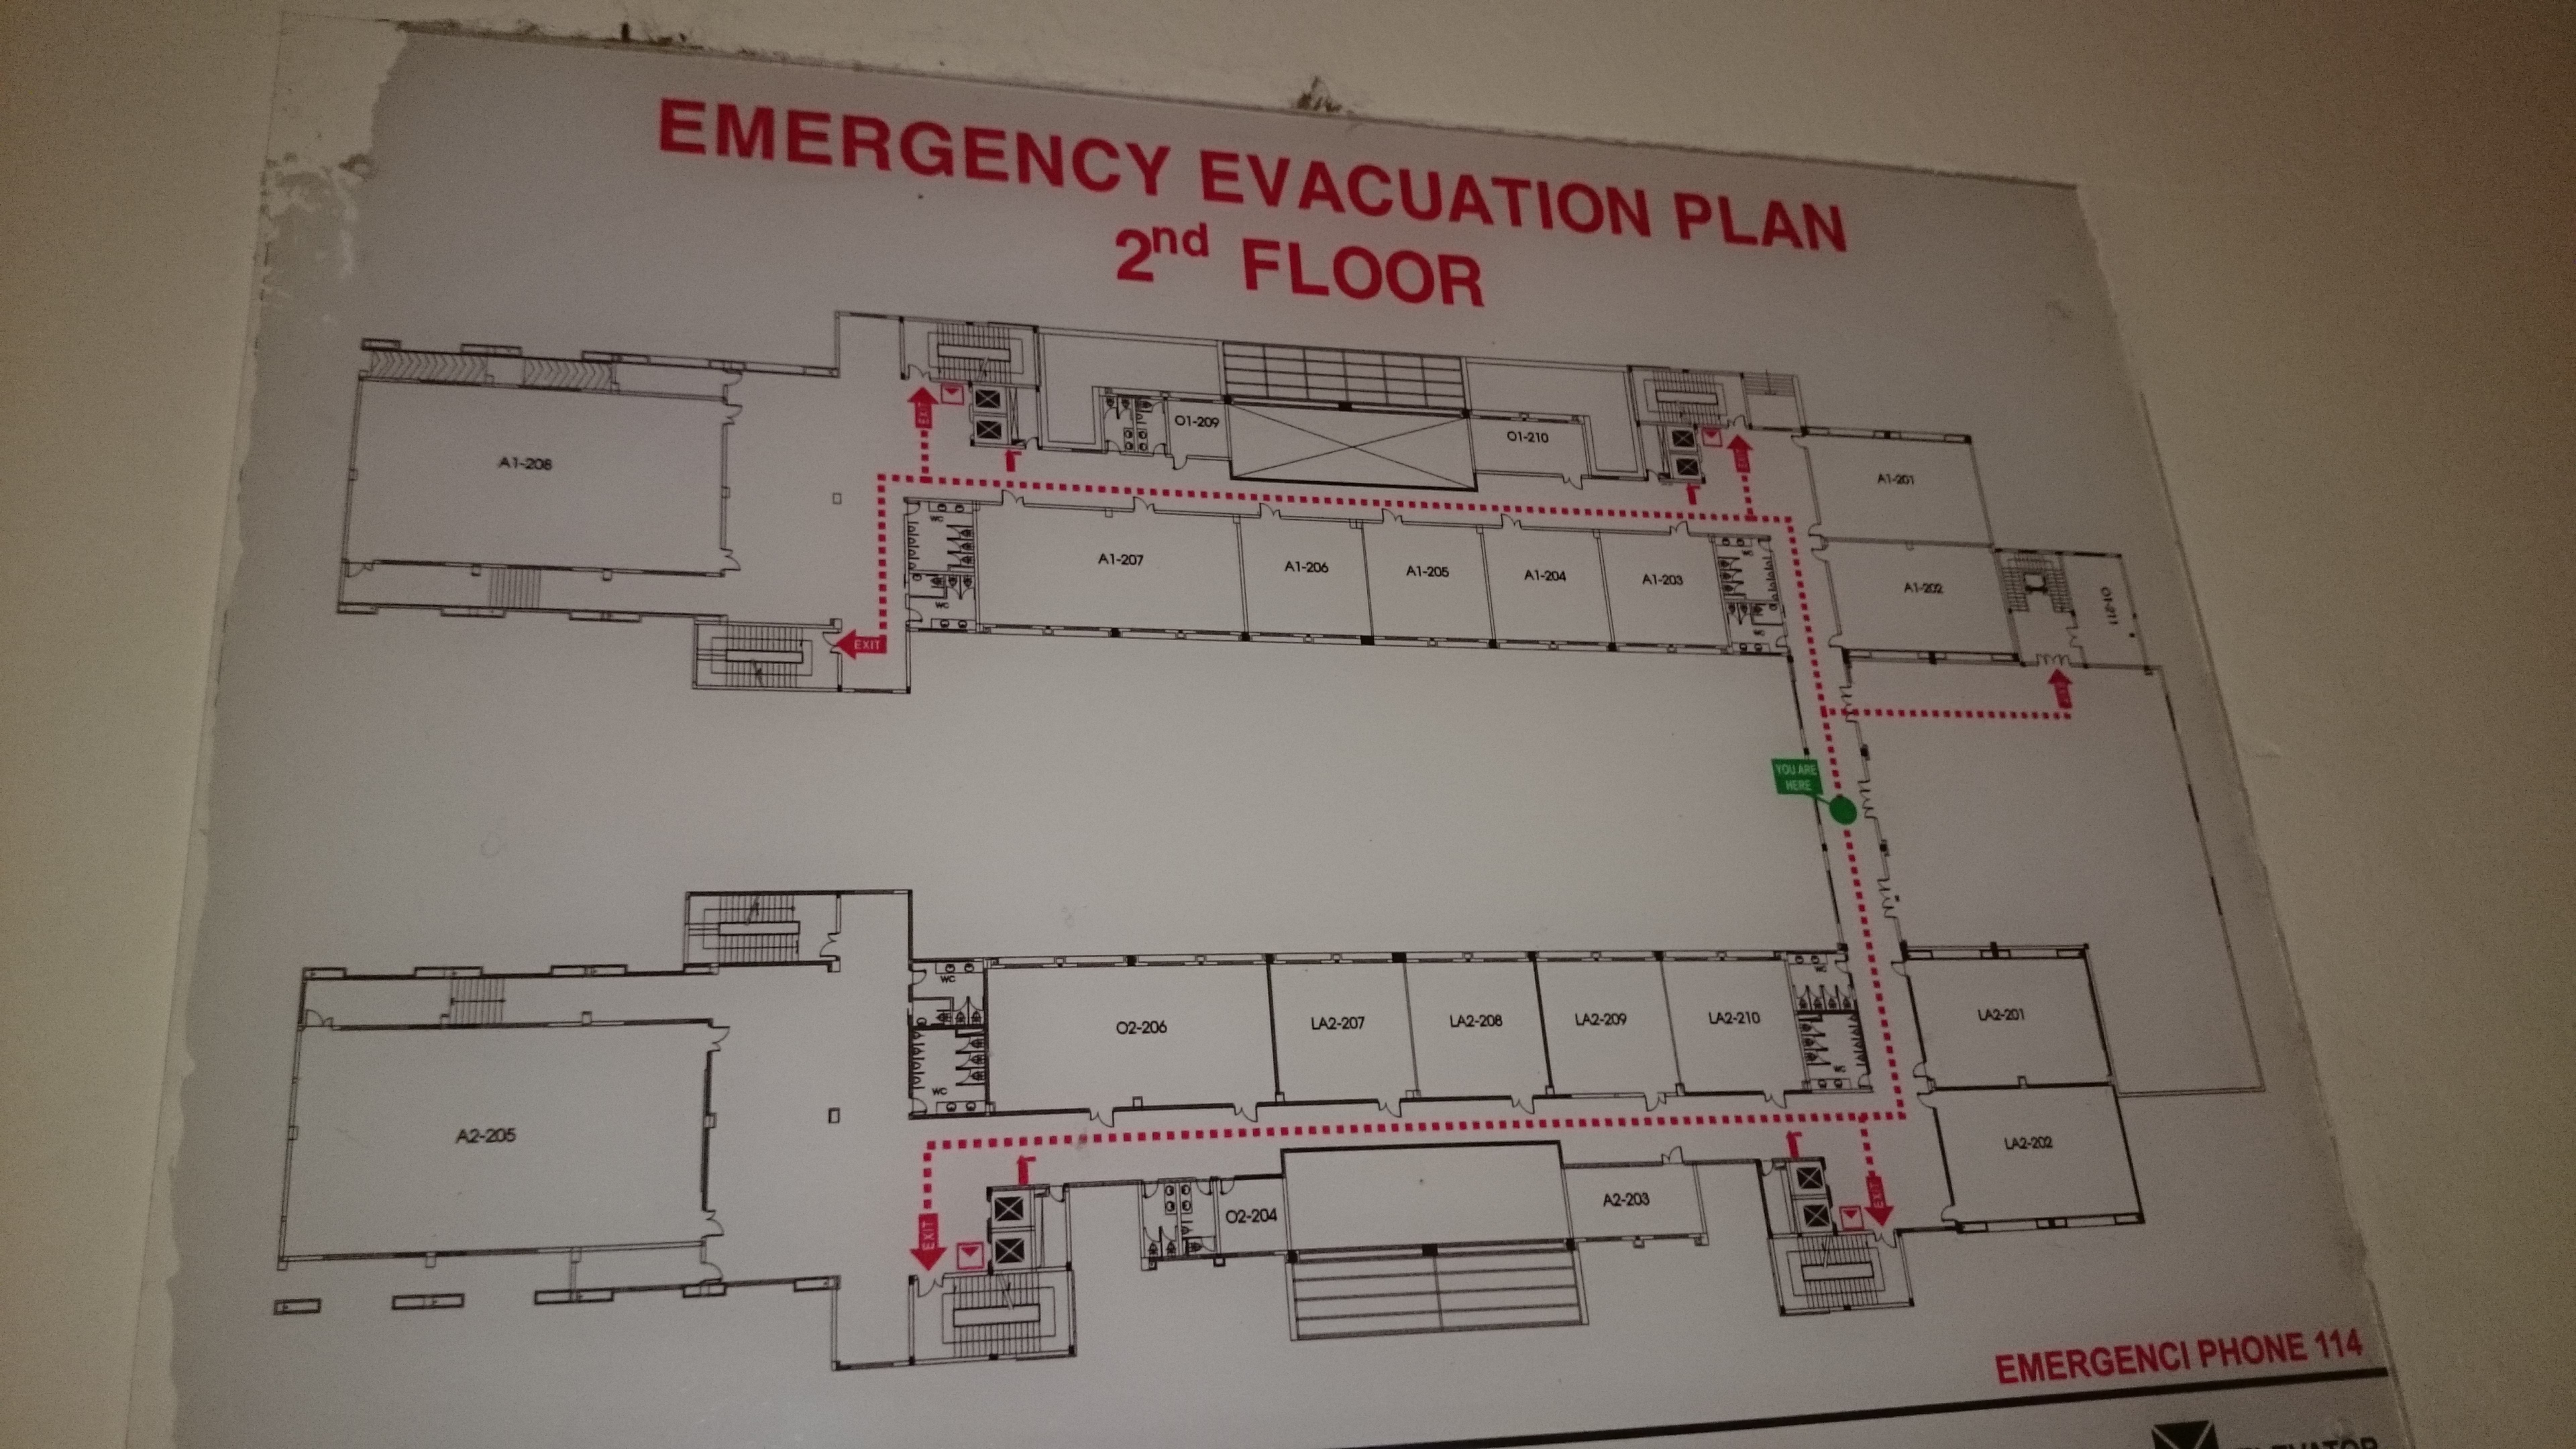 EMERGENCY EVACUATION PLAN
2nd FLOOR
EXIT
O1-209
O1-210
A1-208
EXIT
A1-201
WC
A1-207
A1-206
A1-205
A1-204
A1-203
A1-202
O1-211
WC
EXIT
YOU ARE
HERE
WC
O2-206
LA2-207
LA2-208
LA2-209
LA2-210
LA2-201
WC
A2-205
LA2-202
O2-204
A2-203
EXIT
EXIT
EMERGENCI PHONE 114
ELEVATOR